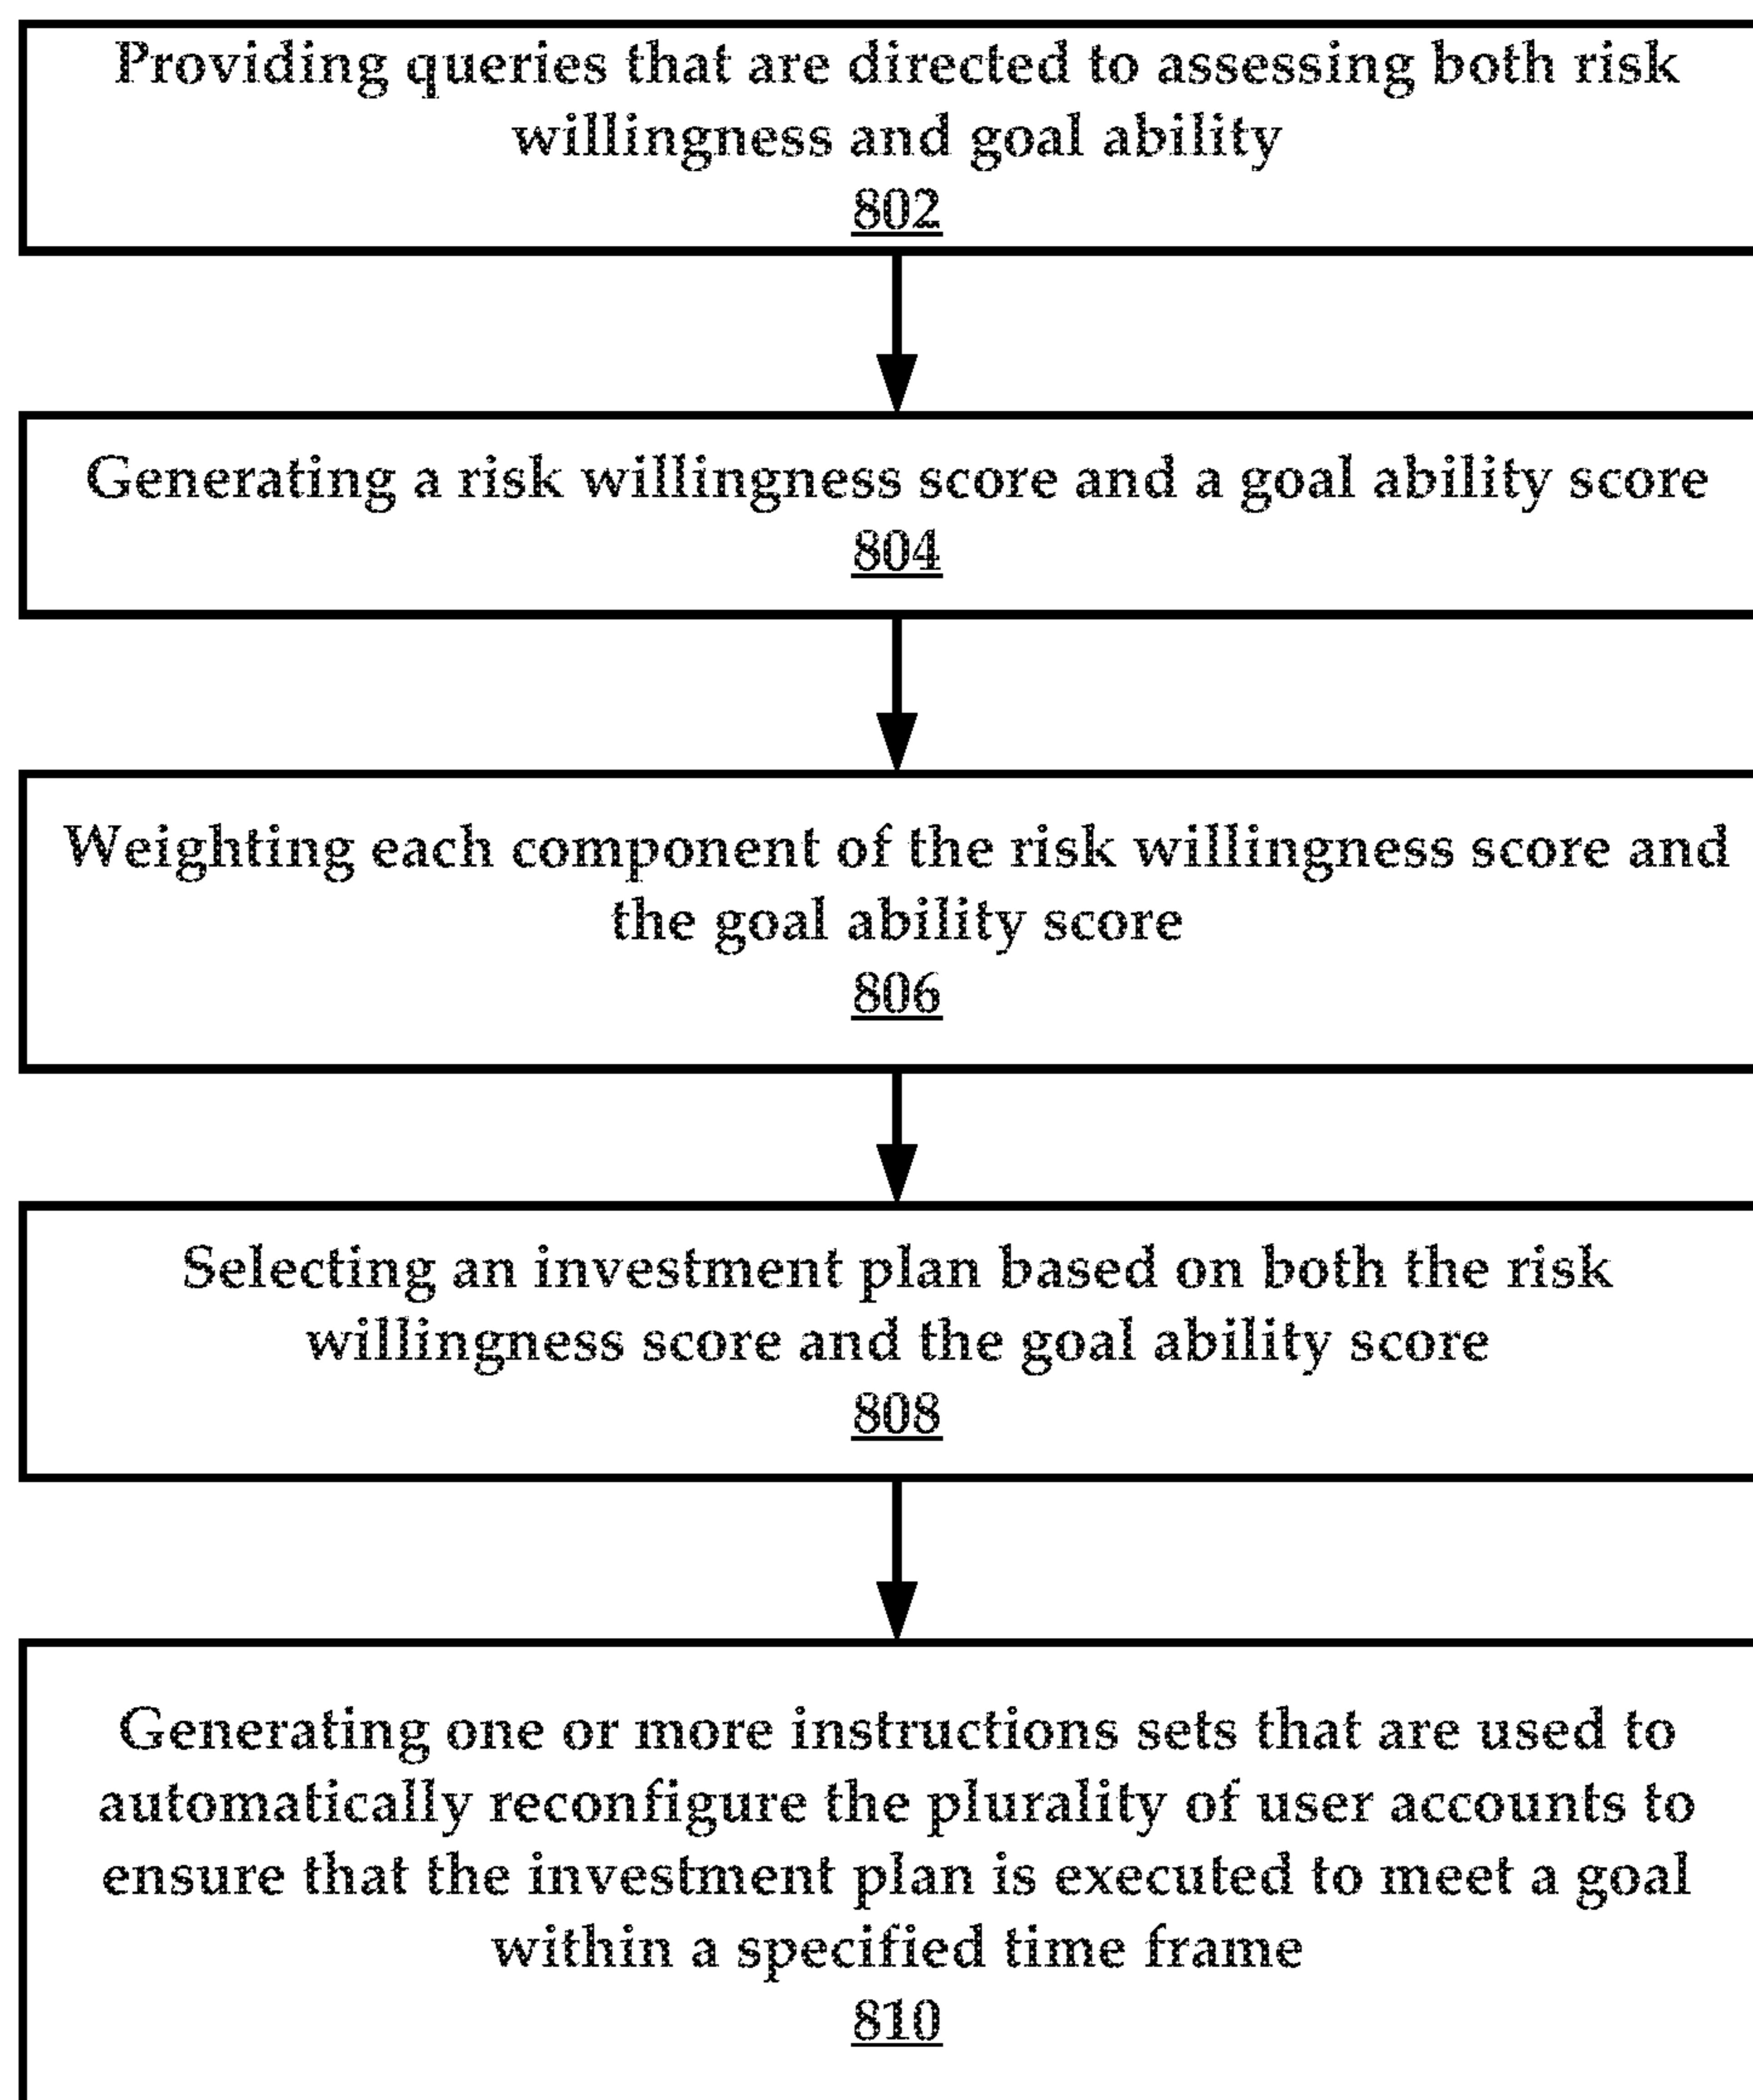 Providing queries that are directed to assessing both risk
willingness and goal ability
802
Generating a risk willingness score and a goal ability score
804
Weighting each component of the risk willingness score and
the goal ability score
806
Selecting an investment plan based on both the risk
willingness score and the goal ability score
808
Generating one or more instructions sets that are used to
automatically reconfigure the plurality of user accounts to
ensure that the investment plan is executed to meet a goal
within a specified time frame
810